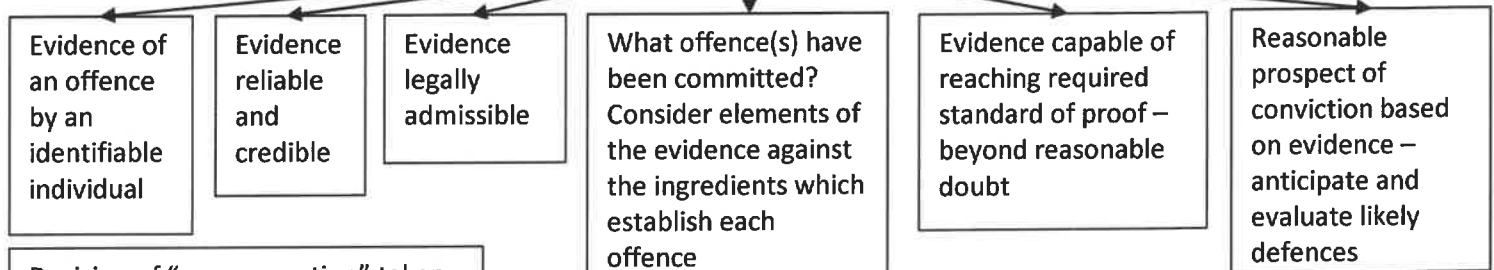 Evidence of
an offence
by an
identifiable
individual
Evidence
reliable
and
credible
Evidence
legally
admissible
What offence(s) have
been committed?
Consider elements of
the evidence against
the ingredients which
establish each
offence
Evidence capable of
reaching required
standard of proof –
beyond reasonable
doubt
Reasonable
prospect of
conviction based
on evidence –
anticipate and
evaluate likely
defences